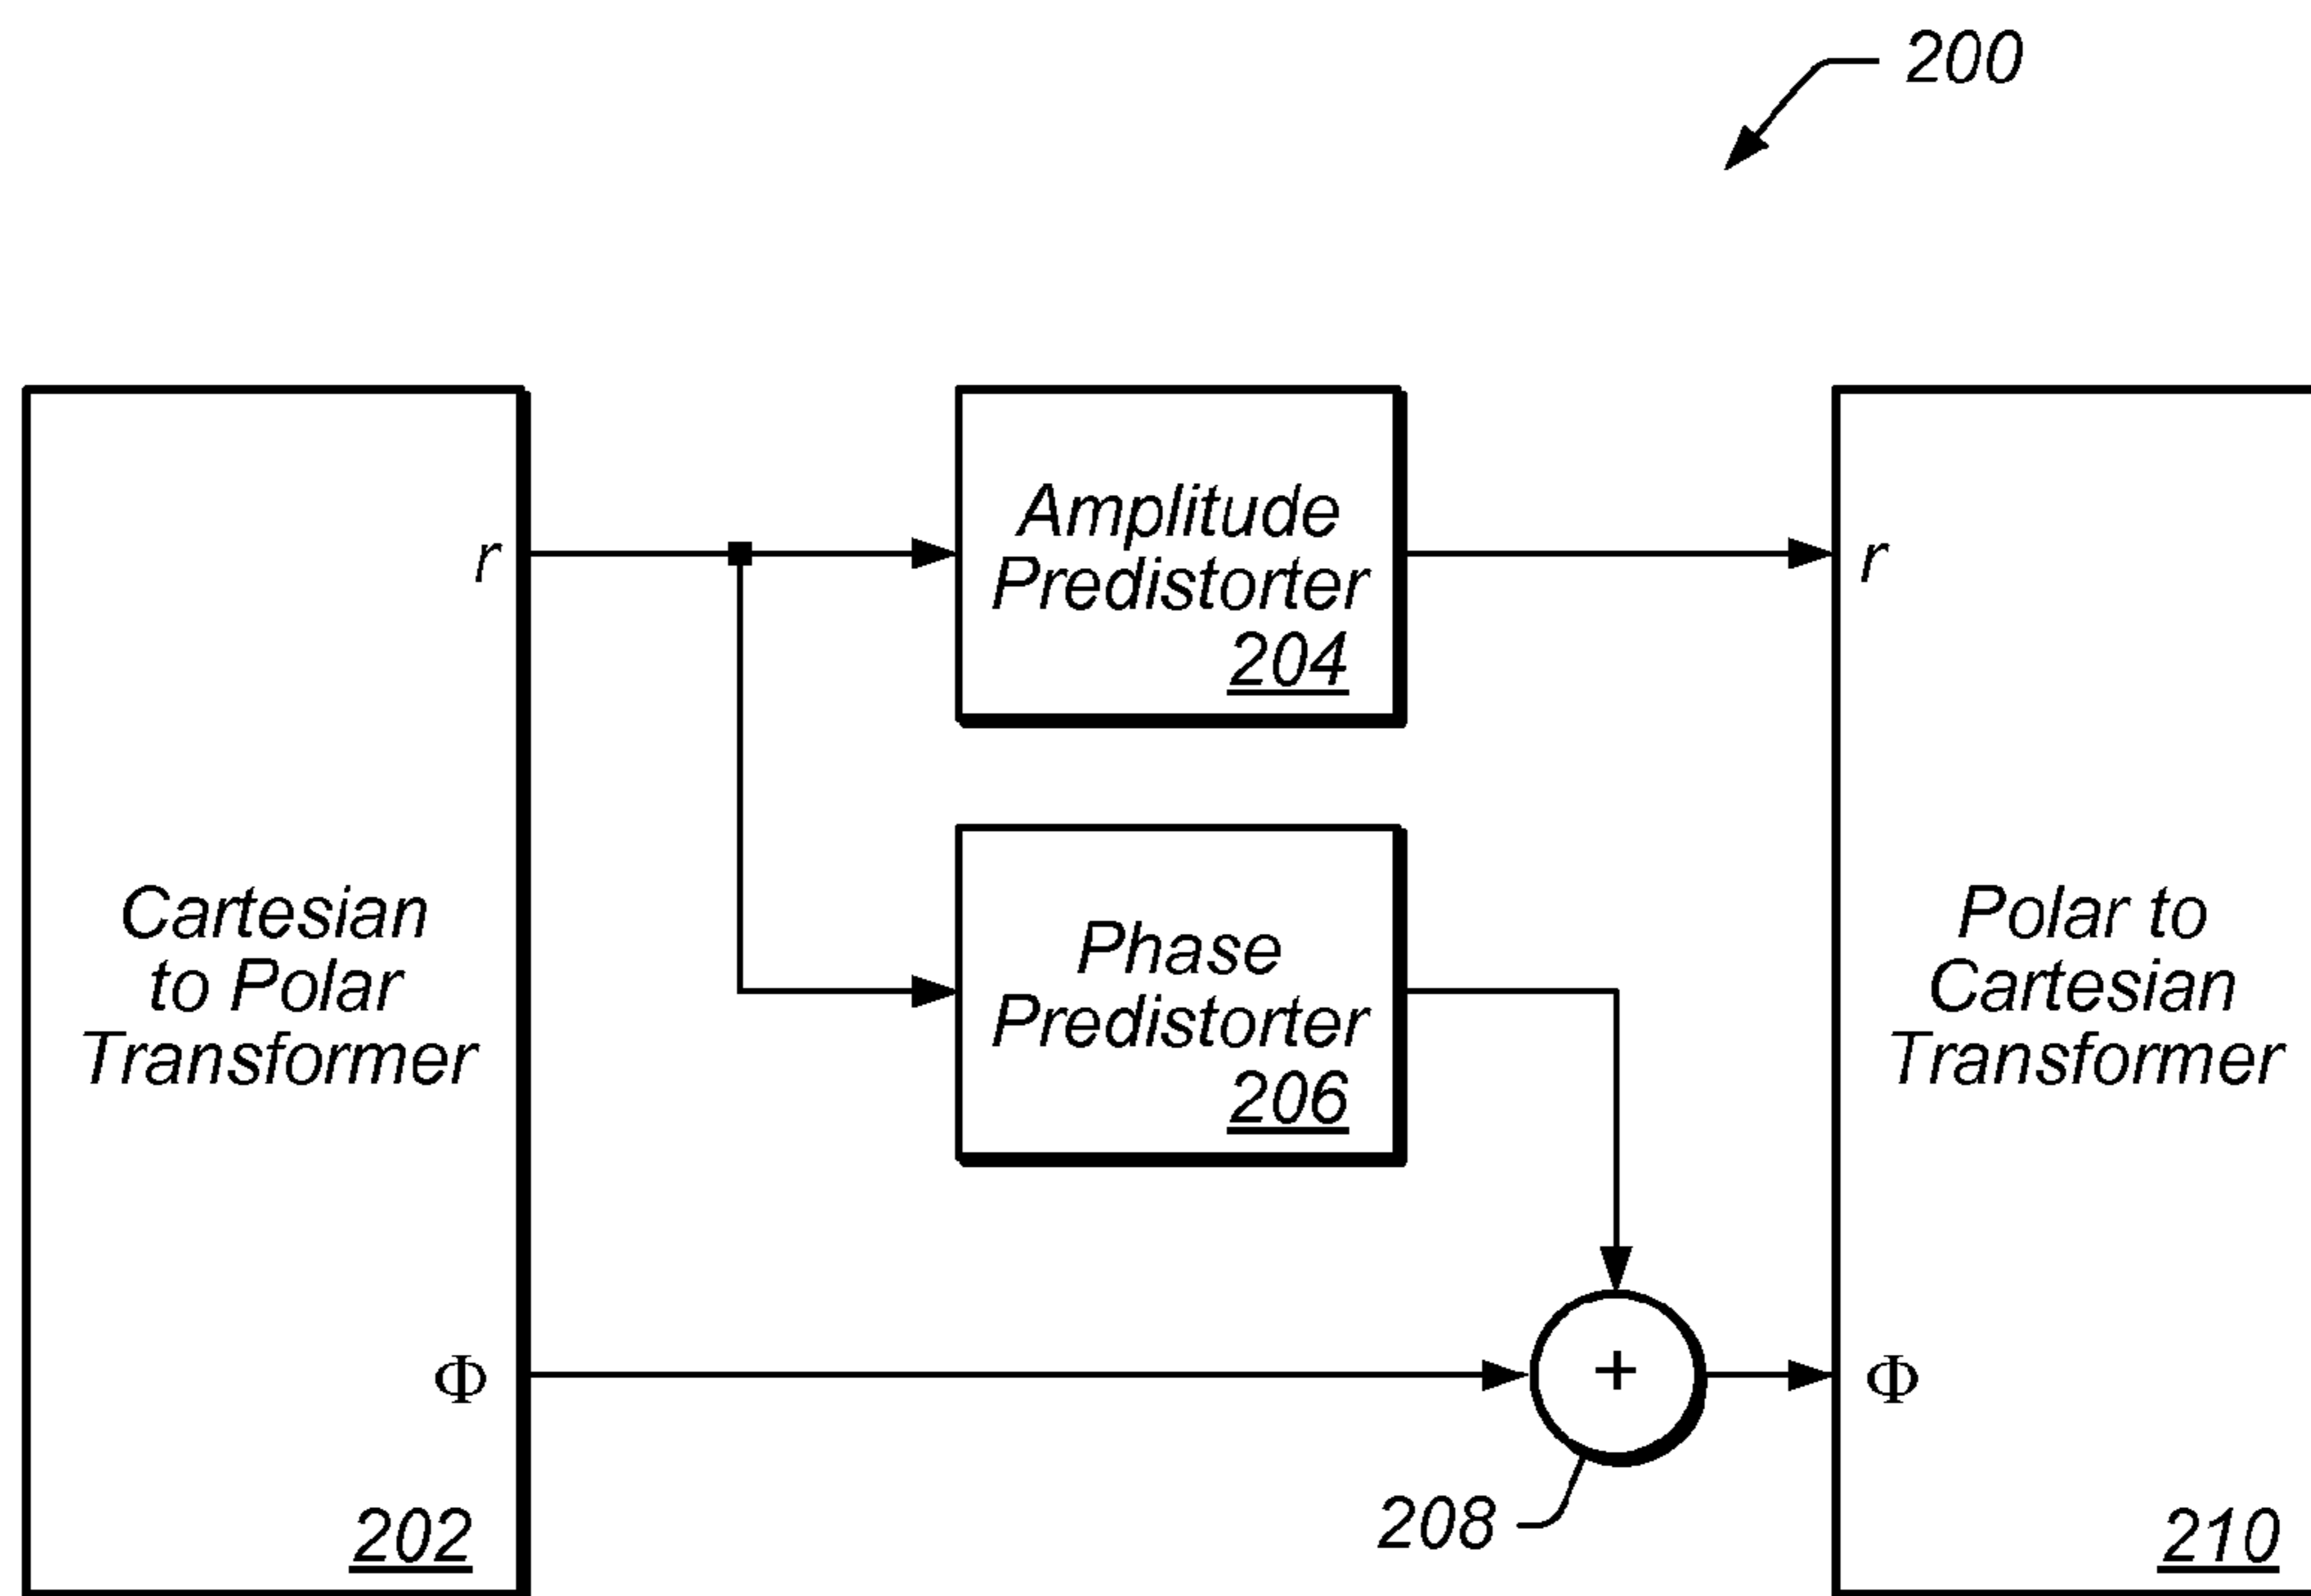 200
r
Amplitude
Predistorter
204
r
Cartesian
to Polar
Transformer
Phase
Predistorter
206
Polar to
Cartesian
Transformer
Φ
+
Φ
208
202
210